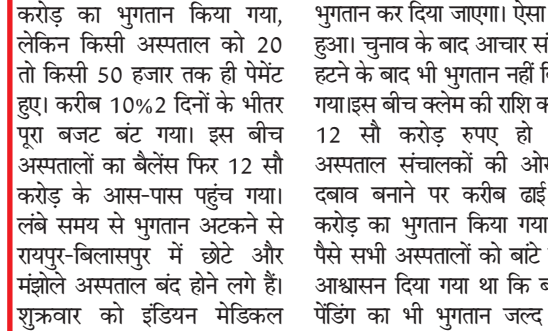 करोड़ का भुगतान किया गया,
लेकिन किसी अस्पताल को 20
तो किसी 50 हजार तक ही पेमेंट
हुए। करीब 10%2 दिनों के भीतर
पूरा बजट बंट गया। इस बीच
अस्पतालों का बैलेंस फिर 12 सौ
करोड़ के आस-पास पहुंच गया।
लंबे समय से भुगतान अटकने से
रायपुर-बिलासपुर में छोटे और
मंझोले अस्पताल बंद होने लगे हैं।
शुक्रवार को इंडियन मेडिकल
भुगतान कर दिया जाएगा। ऐसा
हुआ। चुनाव के बाद आचार
हटने के बाद भी भुगतान नहीं
गया।इस बीच क्लेम की राशि
12 सौ करोड़ रुपए हो
अस्पताल संचालकों की
दबाव बनाने पर करीब ढाई
करोड़ का भुगतान किया गया
पैसे सभी अस्पतालों को बांटे
आश्वासन दिया गया था कि
पेंडिंग का भी भुगतान जल्द